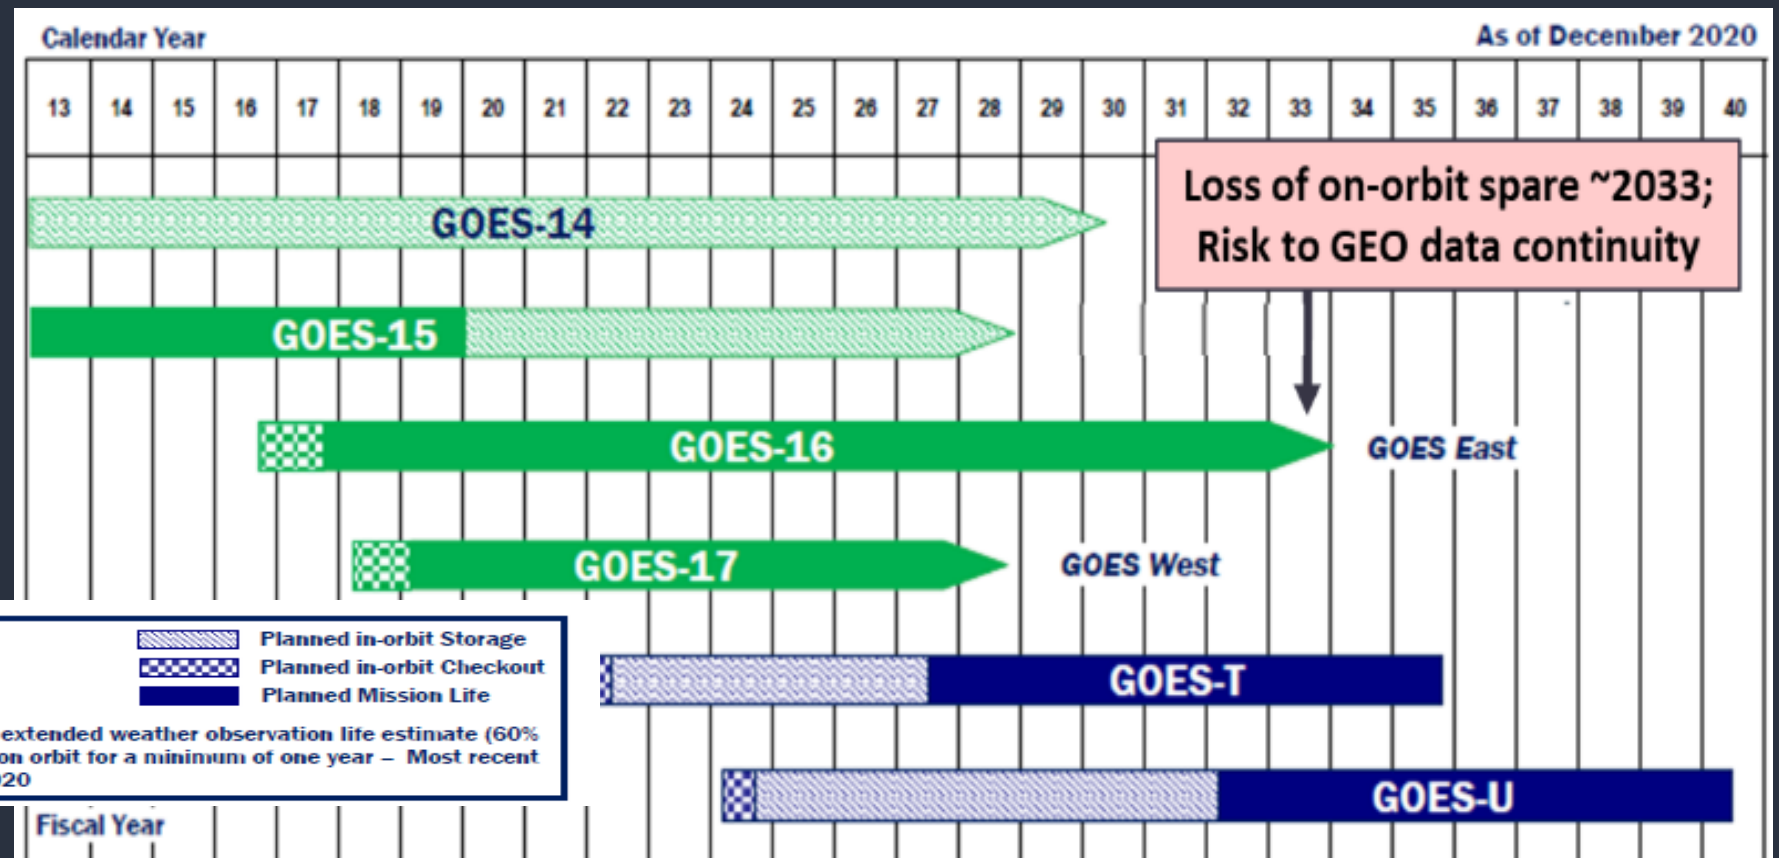 Calendar Year
As of December 2020
13 14 15 16 17 18 19 20 21 22 23 24 25 26 27 28 29 30 31 32 33 34 35 36 37 38 39 40
Loss of on-orbit spare ~2033;
Risk to GEO data continuity
GOES-14
GOES-15
GOES-16
GOES East
GOES-17
GOES West
Planned in-orbit Storage
Planned in-orbit Checkout
Planned Mission Life
GOES-T
extended weather observation life estimate (60%
on orbit for a minimum of one year – Most recent
20
GOES-U
Fiscal Year